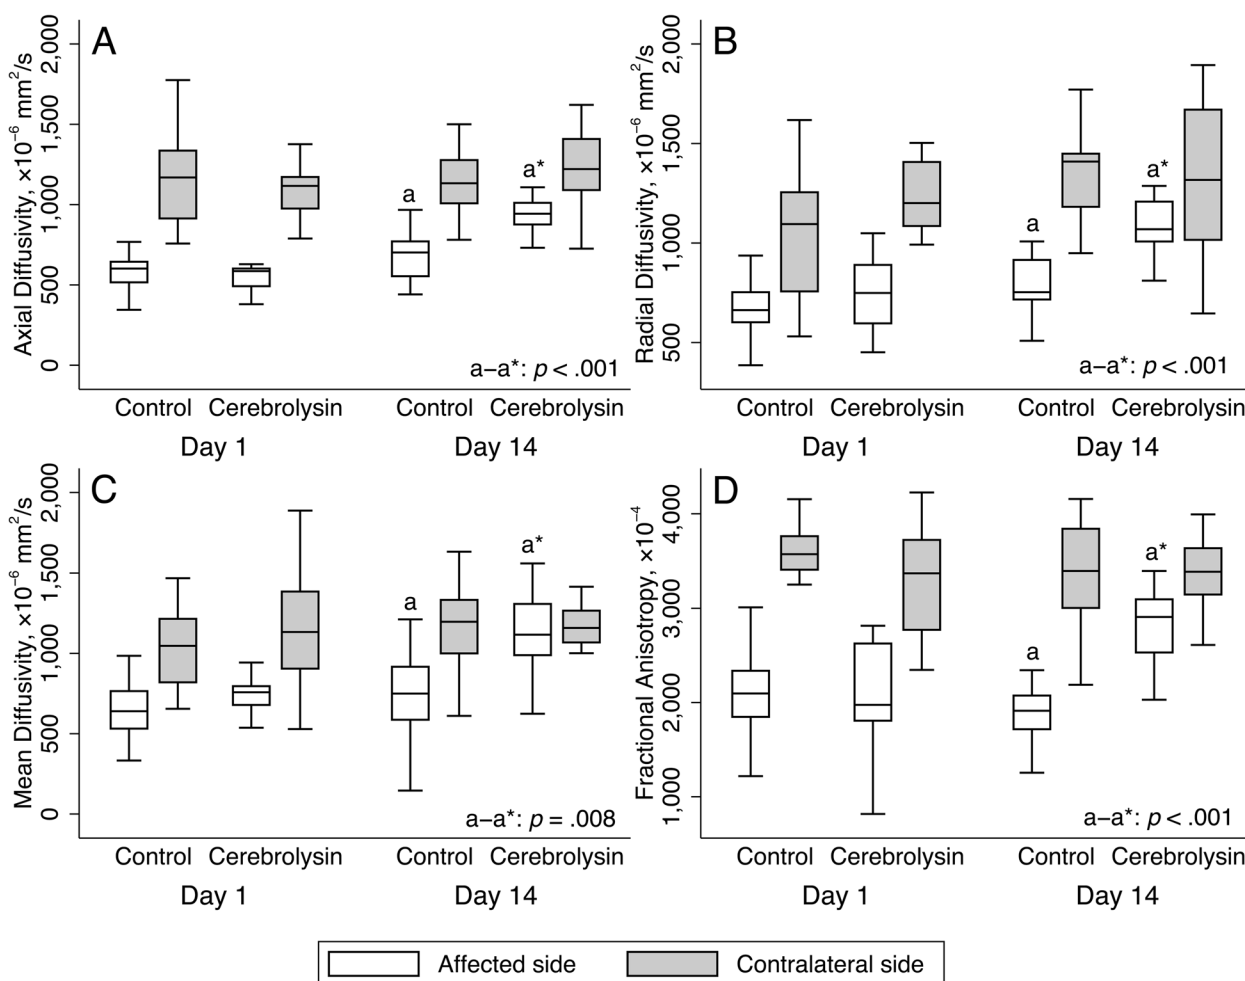 A
Axial Diffusivity, ×10⁻⁶ mm²/s
2,000
1,500
1,000
500
0
a
a*
a–a*: p < .001
Control Cerebrolysin Control Cerebrolysin
Day 1 Day 14
B
Radial Diffusivity, ×10⁻⁶ mm²/s
2,000
1,500
1,000
500
a
a*
a–a*: p < .001
Control Cerebrolysin Control Cerebrolysin
Day 1 Day 14
C
Mean Diffusivity, ×10⁻⁶ mm²/s
2,000
1,500
1,000
500
0
a
a*
a–a*: p = .008
Control Cerebrolysin Control Cerebrolysin
Day 1 Day 14
D
Fractional Anisotropy, ×10⁻⁴
4,000
3,000
2,000
1,000
a
a*
a–a*: p < .001
Control Cerebrolysin Control Cerebrolysin
Day 1 Day 14
Affected side Contralateral side